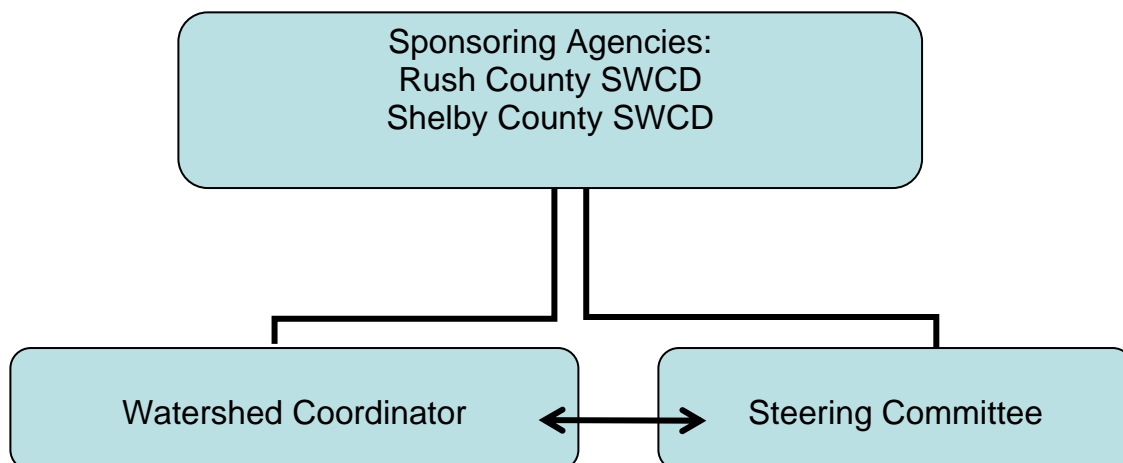 Sponsoring Agencies:
Rush County SWCD
Shelby County SWCD
Watershed Coordinator
Steering Committee